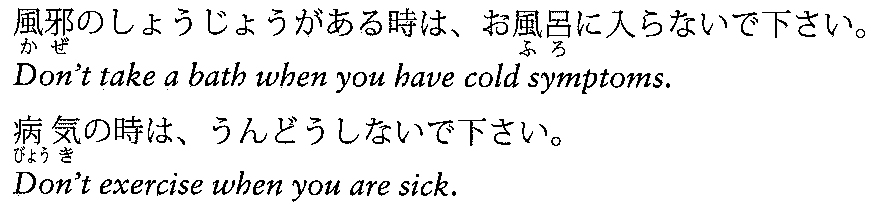 風邪のしょうじょうがある時は、お風呂に入らないで下さい。
かぜ ふろ
Don't take a bath when you have cold symptoms.
病気の時は、うんどうしないで下さい。
びょうき
Don't exercise when you are sick.